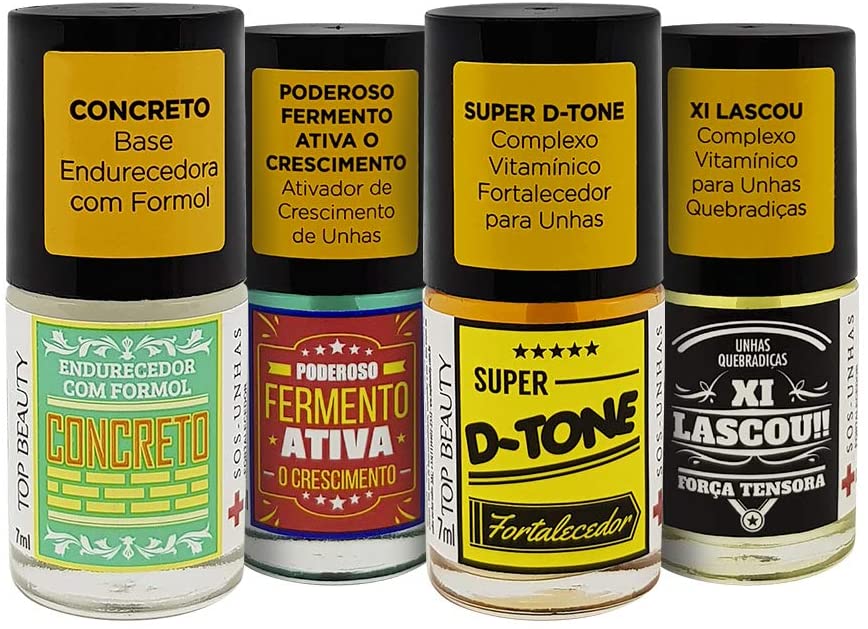 CONCRETO
Base
Endurecedora
com Formol
TOP BEAUTY
7ml
ENDURECEDOR
COM FORMOL
CONCRETO
SOS-UNHAS
PODEROSO
FERMENTO
ATIVA O
CRESCIMENTO
Ativador de
Crescimento
de Unhas
PODEROSO
FERMENTO
ATIVA
O CRESCIMENTO
SUPER D-TONE
Complexo
Vitamínico
Fortalecedor
para Unhas
TOP BEAUTY
7ml
SUPER
D-TONE
Fortalecedor
SOS-UNHAS
XI LASCOU
Complexo
Vitamínico
para Unhas
Quebradiças
UNHAS
QUEBRADIÇAS
XI
LASCOU!!
FORÇA TENSORA